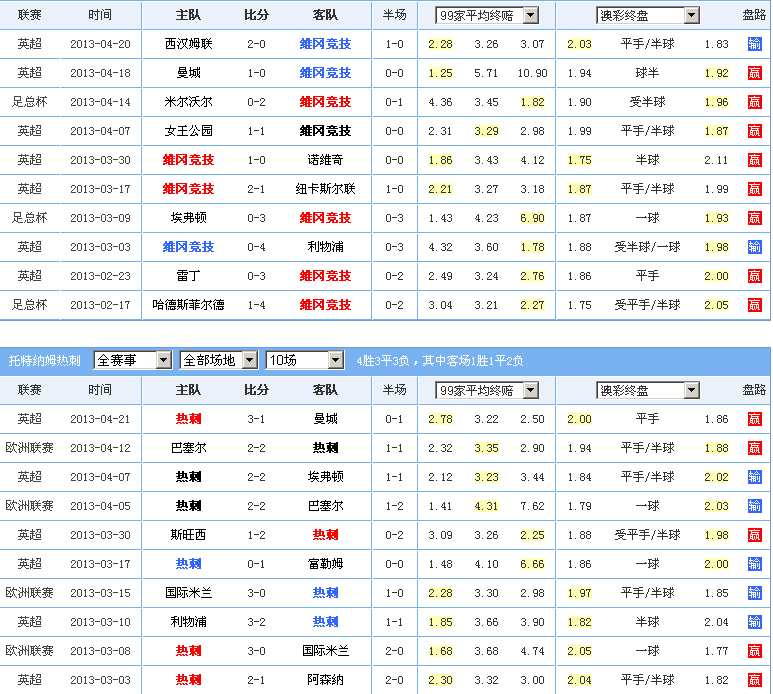 联赛 时间 主队 比分 客队 半场 99家平均终赔 澳彩终盘 盘路
英超 2013-04-20 西汉姆联 2-0 维冈竞技 1-0 2.28 3.26 3.07 2.03 平手/半球 1.83 输
英超 2013-04-18 曼城 1-0 维冈竞技 0-0 1.25 5.71 10.90 1.94 球半 1.92 赢
足总杯 2013-04-14 米尔沃尔 0-2 维冈竞技 0-1 4.36 3.45 1.82 1.90 受半球 1.96 赢
英超 2013-04-07 女王公园 1-1 维冈竞技 0-0 2.31 3.29 2.98 1.99 平手/半球 1.87 赢
英超 2013-03-30 维冈竞技 1-0 诺维奇 0-0 1.86 3.43 4.12 1.75 半球 2.11 赢
英超 2013-03-17 维冈竞技 2-1 纽卡斯尔联 1-0 2.21 3.27 3.18 1.87 平手/半球 1.99 赢
足总杯 2013-03-09 埃弗顿 0-3 维冈竞技 0-3 1.43 4.23 6.90 1.87 一球 1.93 赢
英超 2013-03-03 维冈竞技 0-4 利物浦 0-3 4.32 3.60 1.78 1.88 受半球/一球 1.98 输
英超 2013-02-23 雷丁 0-3 维冈竞技 0-2 2.49 3.24 2.76 1.86 平手 2.00 赢
足总杯 2013-02-17 哈德斯菲尔德 1-4 维冈竞技 0-2 3.04 3.21 2.27 1.75 受平手/半球 2.05 赢
托特纳姆热刺 全赛事 全部场地 10场 4胜3平3负，其中客场1胜1平2负
联赛 时间 主队 比分 客队 半场 99家平均终赔 澳彩终盘 盘路
英超 2013-04-21 热刺 3-1 曼城 0-1 2.78 3.22 2.50 2.00 平手 1.86 赢
欧洲联赛 2013-04-12 巴塞尔 2-2 热刺 1-1 2.32 3.35 2.90 1.94 平手/半球 1.88 赢
英超 2013-04-07 热刺 2-2 埃弗顿 1-1 2.12 3.23 3.44 1.84 平手/半球 2.02 输
欧洲联赛 2013-04-05 热刺 2-2 巴塞尔 1-2 1.41 4.31 7.62 1.79 一球 2.03 输
英超 2013-03-30 斯旺西 1-2 热刺 0-2 3.09 3.26 2.25 1.88 受平手/半球 1.98 赢
英超 2013-03-17 热刺 0-1 富勒姆 0-0 1.48 4.10 6.66 1.86 一球 2.00 输
欧洲联赛 2013-03-15 国际米兰 3-0 热刺 1-0 2.28 3.30 2.98 1.97 平手/半球 1.85 输
英超 2013-03-10 利物浦 3-2 热刺 1-1 1.85 3.66 3.90 1.82 半球 2.04 输
欧洲联赛 2013-03-08 热刺 3-0 国际米兰 2-0 1.68 3.68 4.74 2.05 一球 1.77 赢
英超 2013-03-03 热刺 2-1 阿森纳 2-0 2.30 3.32 3.00 2.04 平手/半球 1.82 赢